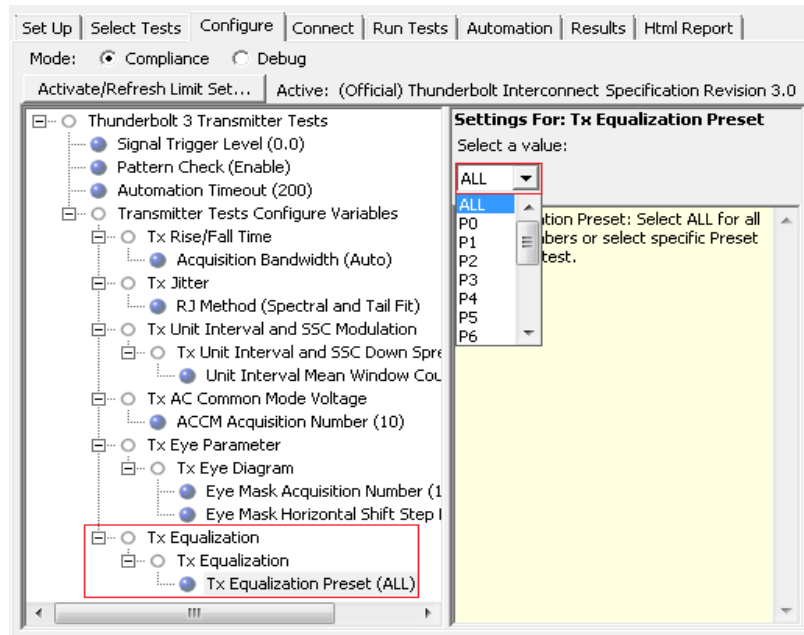 Set Up Select Tests Configure Connect Run Tests Automation Results Html Report
Mode: Compliance Debug
Activate/Refresh Limit Set... Active: (Official) Thunderbolt Interconnect Specification Revision 3.0
Thunderbolt 3 Transmitter Tests
Signal Trigger Level (0.0)
Pattern Check (Enable)
Automation Timeout (200)
Transmitter Tests Configure Variables
Tx Rise/Fall Time
Acquisition Bandwidth (Auto)
Tx Jitter
RJ Method (Spectral and Tail Fit)
Tx Unit Interval and SSC Modulation
Tx Unit Interval and SSC Down Spre
Unit Interval Mean Window Cou
Tx AC Common Mode Voltage
ACCM Acquisition Number (10)
Tx Eye Parameter
Tx Eye Diagram
Eye Mask Acquisition Number (1
Eye Mask Horizontal Shift Step
Tx Equalization
Tx Equalization
Tx Equalization Preset (ALL)
Settings For: Tx Equalization Preset
Select a value:
ALL
ALL
P0
P1
P2
P3
P4
P5
P6
tion Preset: Select ALL for all
bers or select specific Preset
test.